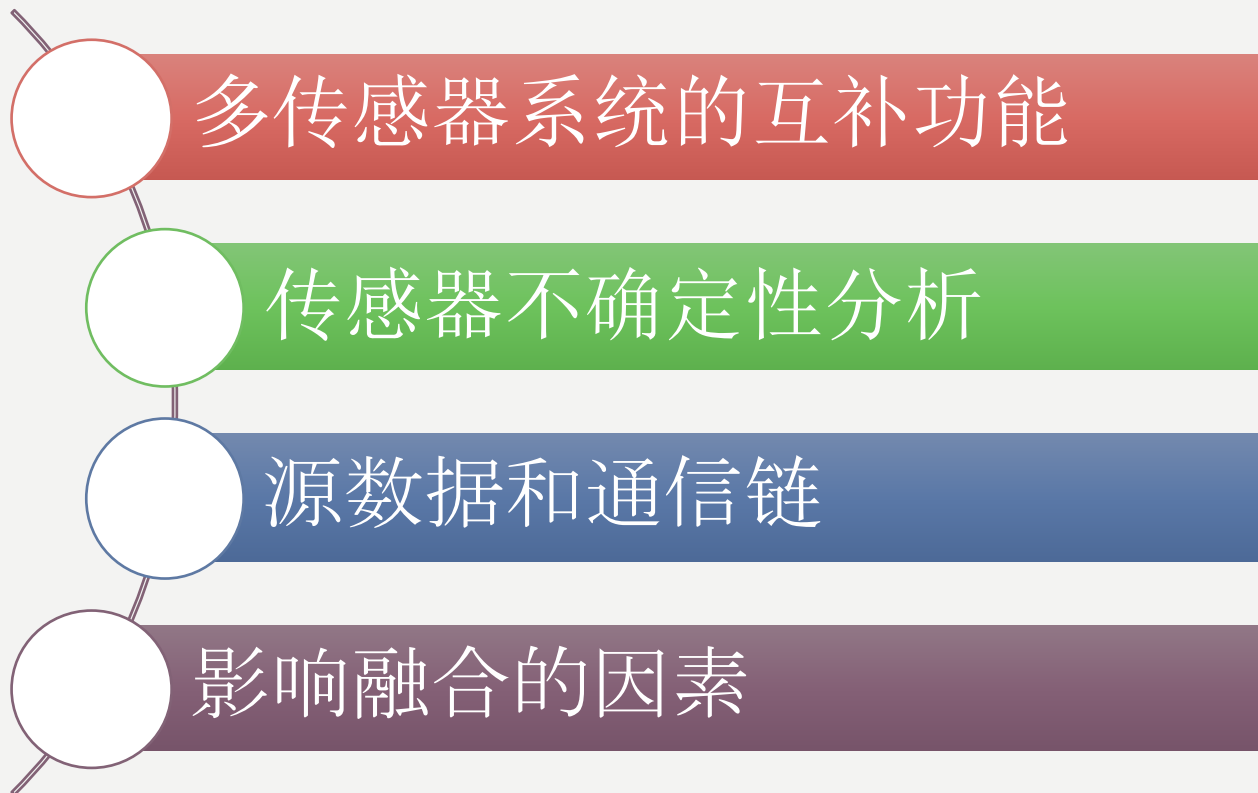 多传感器系统的互补功能
传感器不确定性分析
源数据和通信链
影响融合的因素